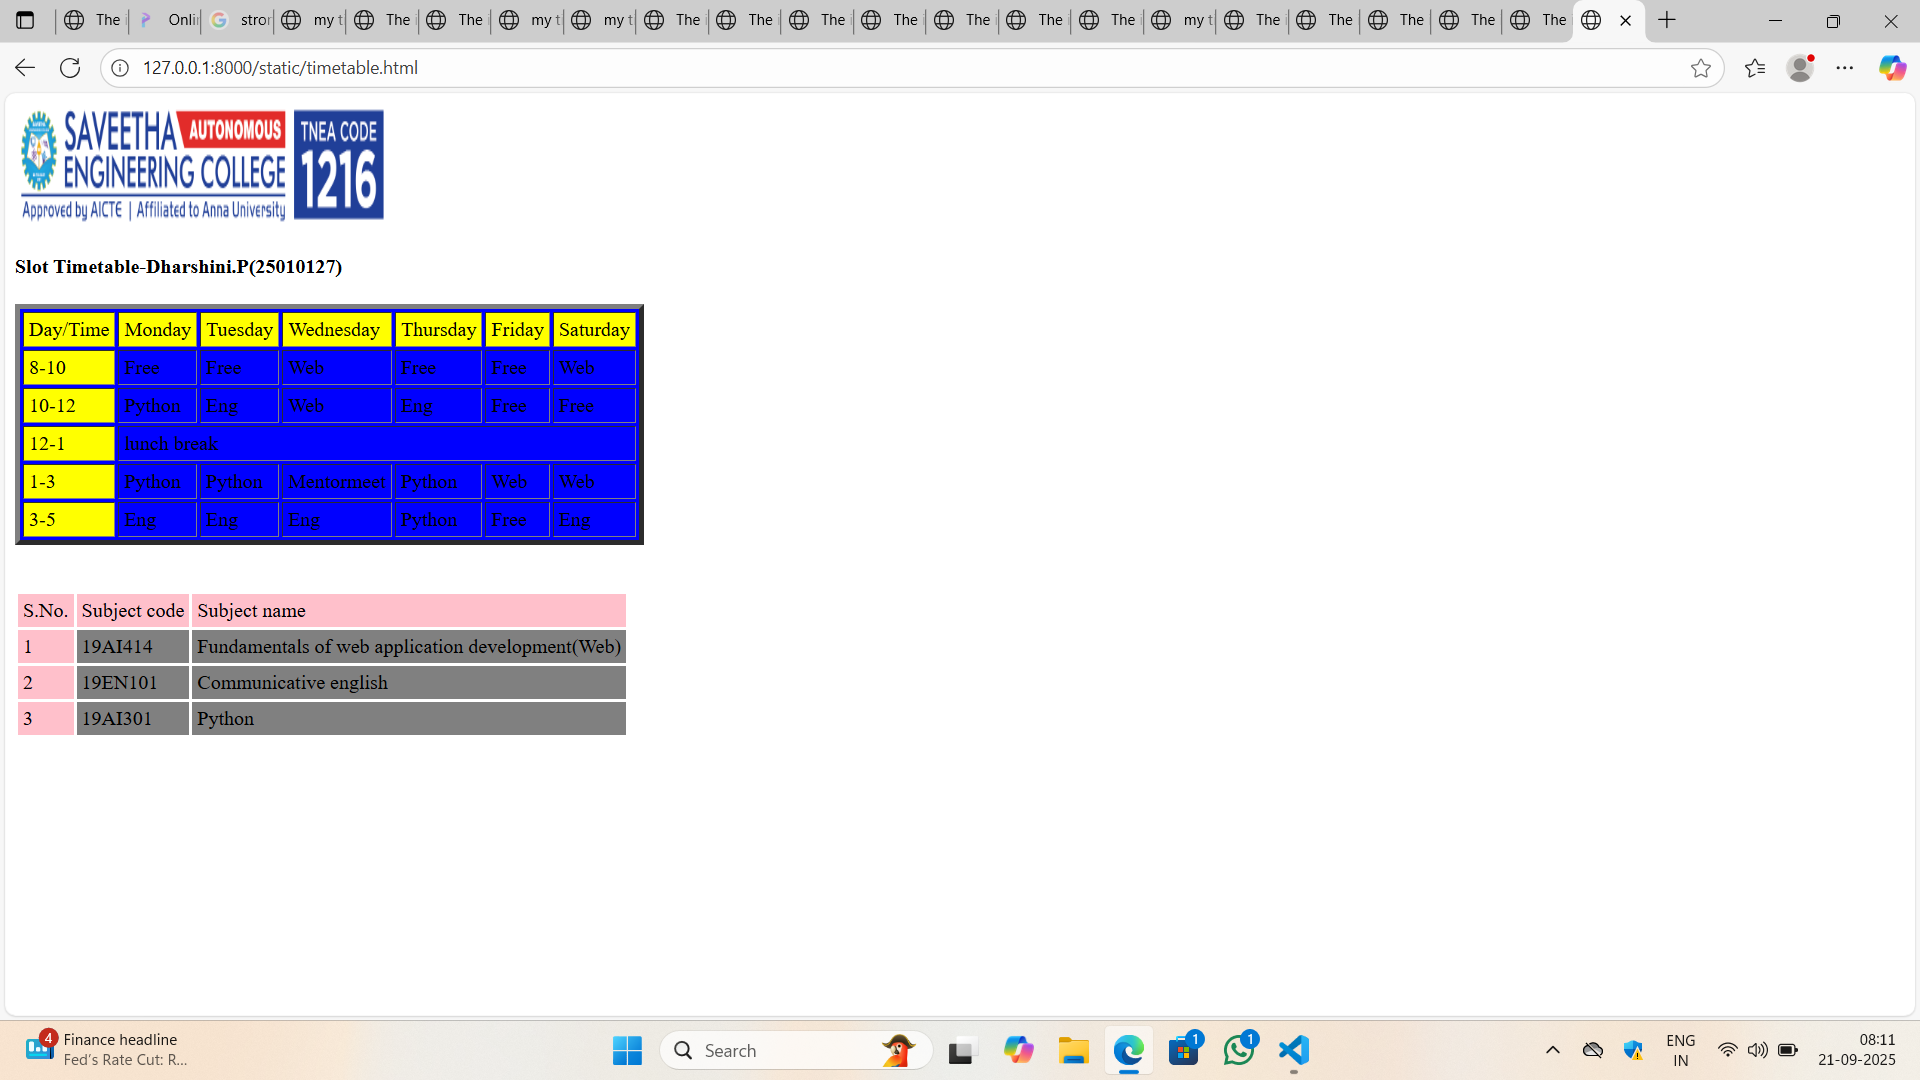 The
Onlin
stror
my t
The i
The i
my t
my t
The i
The i
The i
The i
The i
The i
The i
my t
The i
The
The
The
The
127.0.0.1:8000/static/timetable.html
SAVEETHA AUTONOMOUS
ENGINEERING COLLEGE
Approved by AICTE | Affiliated to Anna University
TNEA CODE
1216
Slot Timetable-Dharshini.P(25010127)
Day/Time Monday Tuesday Wednesday Thursday Friday Saturday
8-10 Free Free Web Free Free Web
10-12 Python Eng Web Eng Free Free
12-1 lunch break
1-3 Python Python Mentormeet Python Web Web
3-5 Eng Eng Eng Python Free Eng
S.No. Subject code Subject name
1 19AI414 Fundamentals of web application development(Web)
2 19EN101 Communicative english
3 19AI301 Python
4
Finance headline
Fed's Rate Cut: R...
Search
1
1
ENG
IN
08:11
21-09-2025